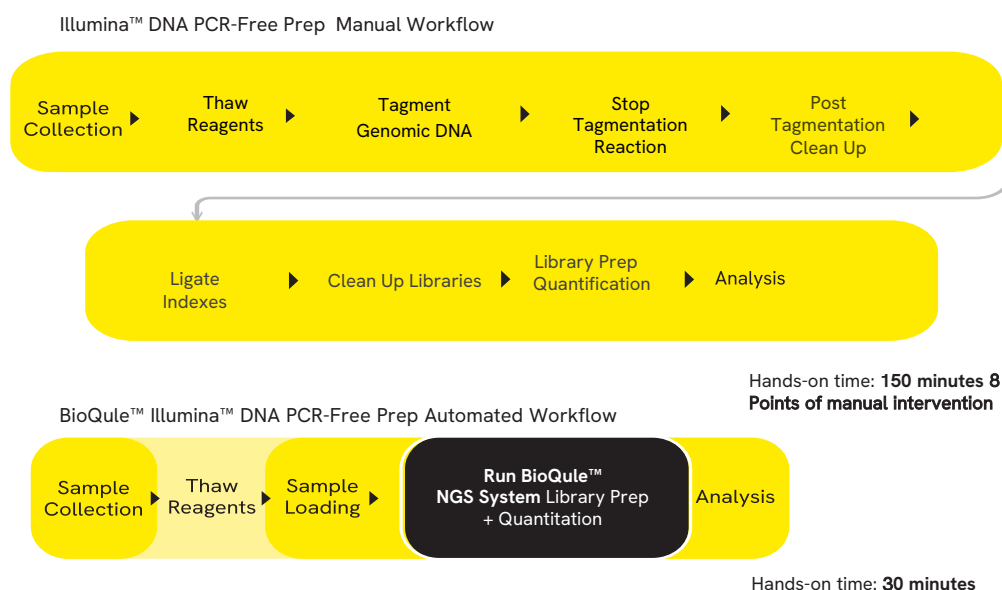 Illumina™ DNA PCR-Free Prep  Manual Workflow
Sample
Collection
Thaw
Reagents
Tagment
Genomic DNA
Stop
Tagmentation
Reaction
Post
Tagmentation
Clean Up
Ligate
Indexes
Clean Up Libraries
Library Prep
Quantification
Analysis
Hands-on time: 150 minutes 8
Points of manual intervention
BioQule™ Illumina™ DNA PCR-Free Prep Automated Workflow
Sample
Collection
Thaw
Reagents
Sample
Loading
Run BioQule™
NGS System Library Prep
+ Quantitation
Analysis
Hands-on time: 30 minutes